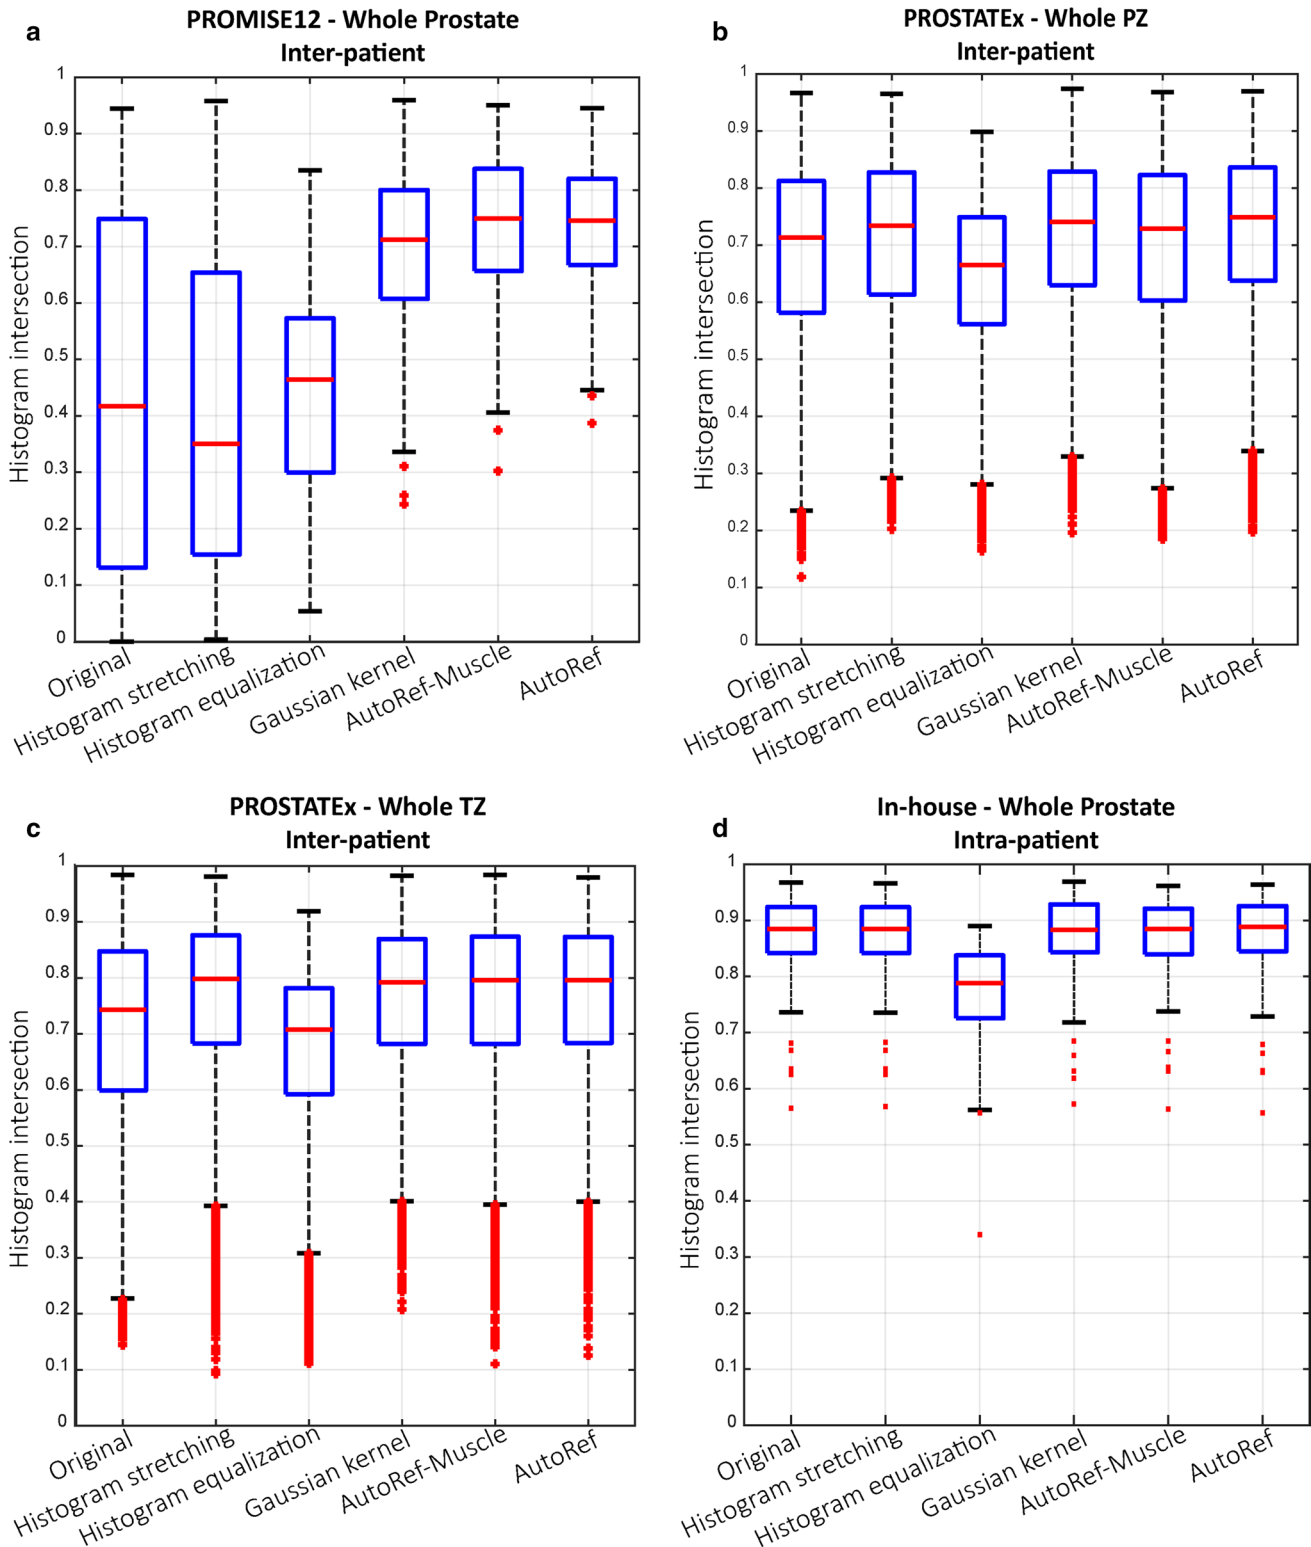 a
PROMISE12 - Whole Prostate
Inter-patient
Histogram intersection
1
0.9
0.8
0.7
0.6
0.5
0.4
0.3
0.2
0.1
0
Original
Histogram stretching
Histogram equalization
Gaussian kernel
AutoRef-Muscle
AutoRef
b
PROSTATEx - Whole PZ
Inter-patient
Histogram intersection
1
0.9
0.8
0.7
0.6
0.5
0.4
0.3
0.2
0.1
0
Original
Histogram stretching
Histogram equalization
Gaussian kernel
AutoRef-Muscle
AutoRef
c
PROSTATEx - Whole TZ
Inter-patient
Histogram intersection
1
0.9
0.8
0.7
0.6
0.5
0.4
0.3
0.2
0.1
0
Original
Histogram stretching
Histogram equalization
Gaussian kernel
AutoRef-Muscle
AutoRef
d
In-house - Whole Prostate
Intra-patient
Histogram intersection
1
0.9
0.8
0.7
0.6
0.5
0.4
0.3
0.2
0.1
0
Original
Histogram stretching
Histogram equalization
Gaussian kernel
AutoRef-Muscle
AutoRef